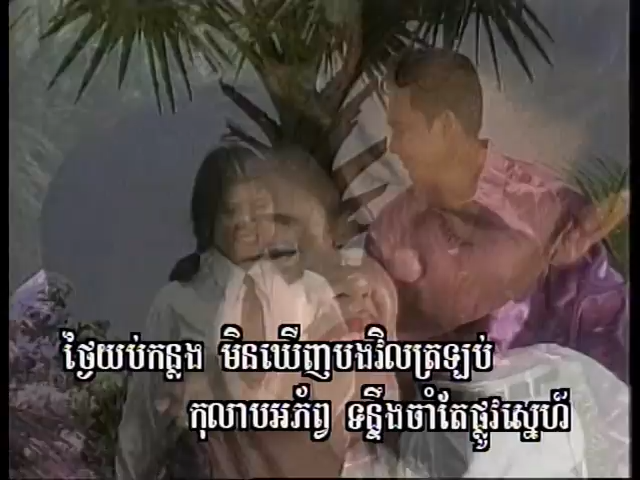 ថ្ងៃយប់កន្លង មិនឃើញបងវិលត្រឡប់
កុលាបអភ័ព្វ ទន្ទឹងចាំតែផ្លូវស្នេហ៍